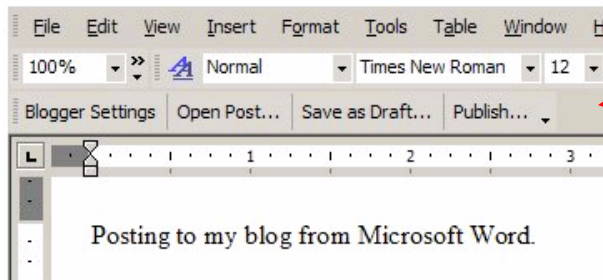 File Edit View Insert Format Tools Table Window H
100% Normal Times New Roman 12
Blogger Settings Open Post... Save as Draft... Publish...
L 1 2 3
Posting to my blog from Microsoft Word.